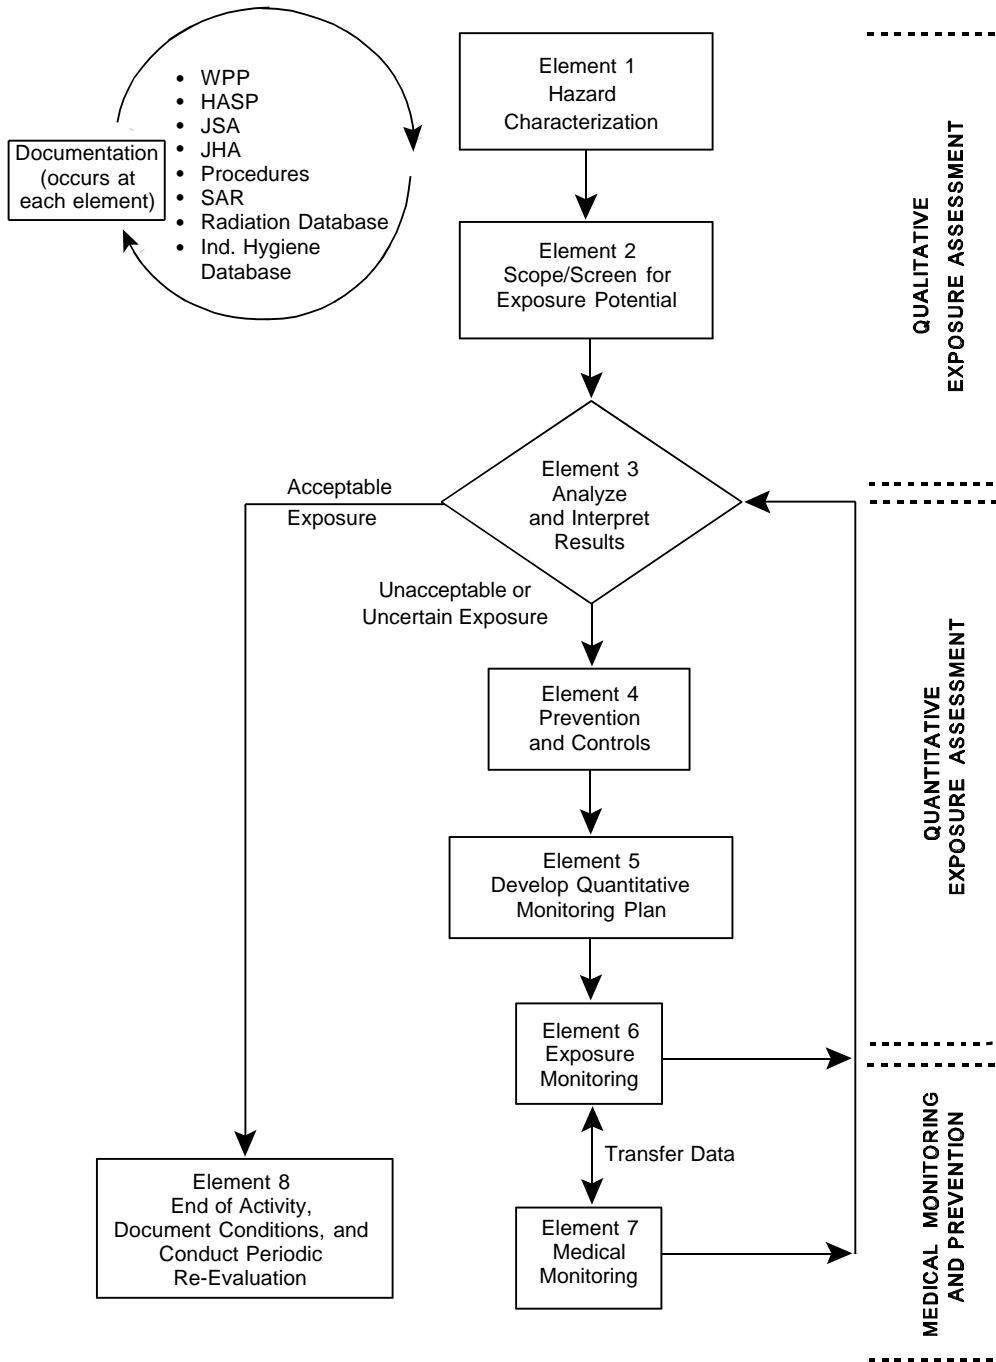 Documentation
(occurs at
each element)
• WPP
• HASP
• JSA
• JHA
• Procedures
• SAR
• Radiation Database
• Ind. Hygiene
Database
Element 1
Hazard
Characterization
Element 2
Scope/Screen for
Exposure Potential
Element 3
Analyze
and Interpret
Results
Acceptable
Exposure
Unacceptable or
Uncertain Exposure
Element 4
Prevention
and Controls
Element 5
Develop Quantitative
Monitoring Plan
Element 6
Exposure
Monitoring
Transfer Data
Element 7
Medical
Monitoring
Element 8
End of Activity,
Document Conditions, and
Conduct Periodic
Re-Evaluation
QUALITATIVE
EXPOSURE ASSESSMENT
QUANTITATIVE
EXPOSURE ASSESSMENT
MEDICAL MONITORING
AND PREVENTION